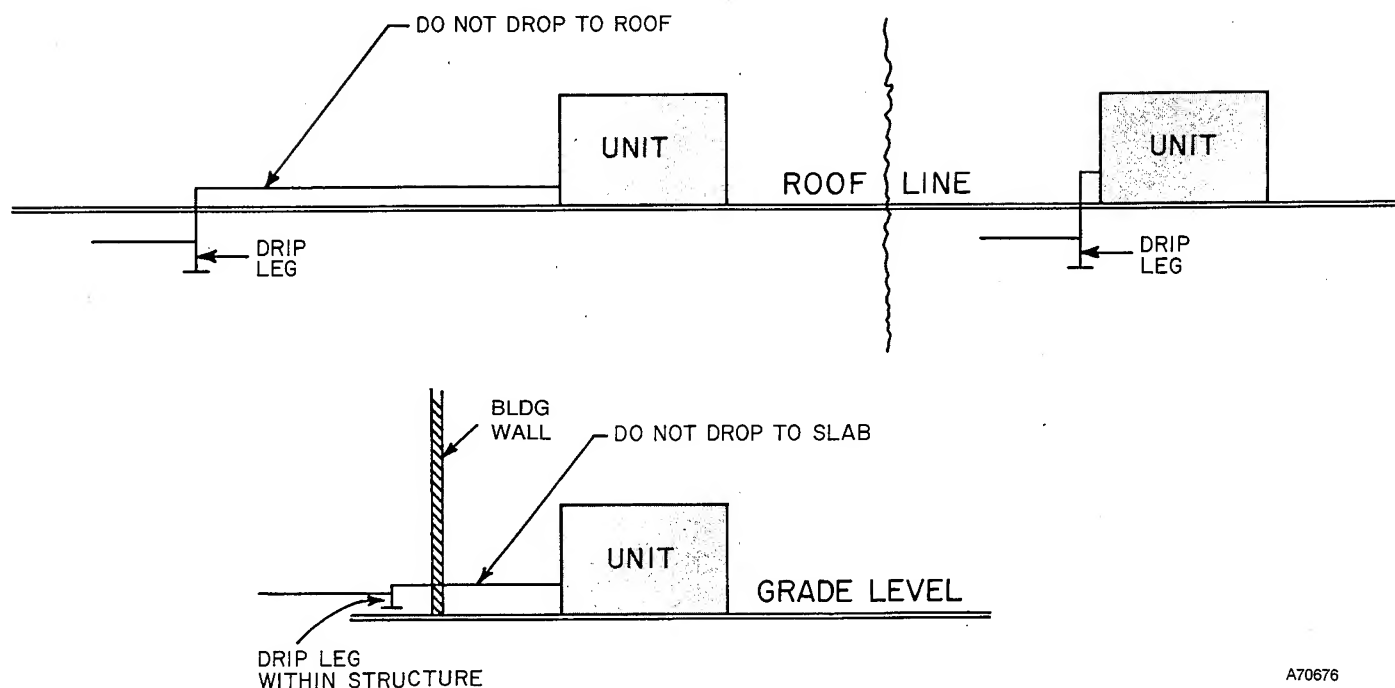 DO NOT DROP TO ROOF
UNIT
UNIT
ROOF LINE
DRIP
LEG
DRIP
LEG
BLDG
WALL
DO NOT DROP TO SLAB
UNIT
GRADE LEVEL
DRIP LEG
WITHIN STRUCTURE
A70676